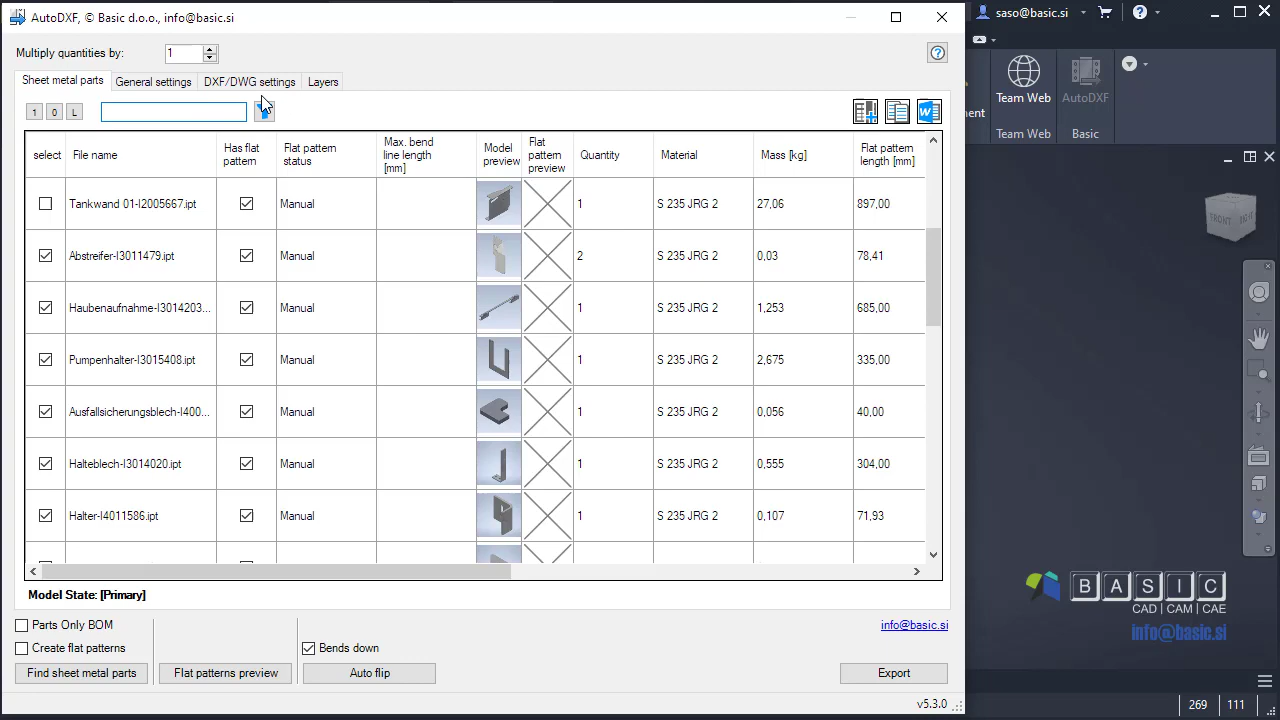 AutoDXF, © Basic d.o.o, info@basic.si
saso@basic.si
Multiply quantities by:
1
Sheet metal parts
General settings
DXF/DWG settings
Layers
Team Web
AutoDXF
Team Web
Basic
1
0
L
select
File name
Has flat pattern
Flat pattern status
Max. bend line length [mm]
Model preview
Flat pattern preview
Quantity
Material
Mass [kg]
Flat pattern length [mm]
Tankwand 01-I2005667.ipt Manual 1 S 235 JRG 2 27,06 897,00
Abstreifer-I3011479.ipt Manual 2 S 235 JRG 2 0,03 78,41
Haubenaufnahme-I3014203... Manual 1 S 235 JRG 2 1,253 685,00
Pumpenhalter-I3015408.ipt Manual 1 S 235 JRG 2 2,675 335,00
Ausfallsicherungsblech-I400... Manual 1 S 235 JRG 2 0,056 40,00
Halteblech-I3014020.ipt Manual 1 S 235 JRG 2 0,555 304,00
Halter-I4011586.ipt Manual 1 S 235 JRG 2 0,107 71,93
Model State: [Primary]
Parts Only BOM
Create flat patterns
Find sheet metal parts
Flat patterns preview
Bends down
Auto flip
info@basic.si
Export
v5.3.0
FRONT
BASIC
CAD | CAM | CAE
info@basic.si
269
111